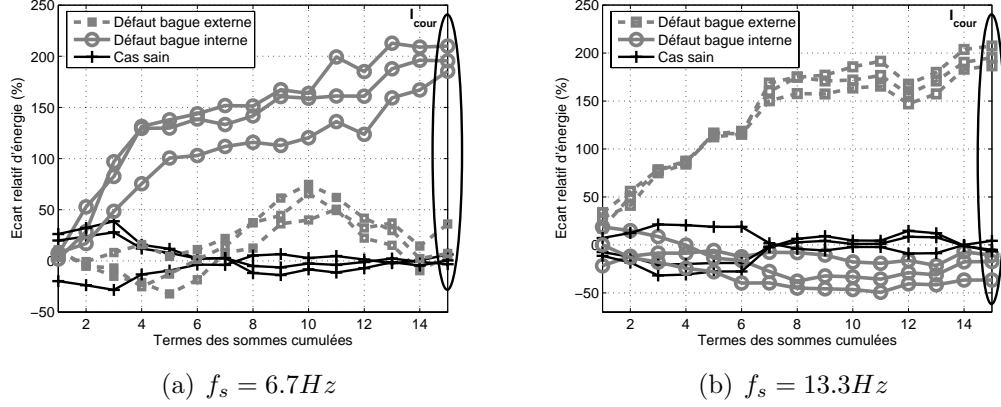 I_cour
250
200
150
100
50
0
−50
Ecart relatif d'énergie (%)
Défaut bague externe
Défaut bague interne
Cas sain
2 4 6 8 10 12 14
Termes des sommes cumulées
(a) f_s = 6.7Hz
I_cour
250
200
150
100
50
0
−50
Ecart relatif d'énergie (%)
Défaut bague externe
Défaut bague interne
Cas sain
2 4 6 8 10 12 14
Termes des sommes cumulées
(b) f_s = 13.3Hz